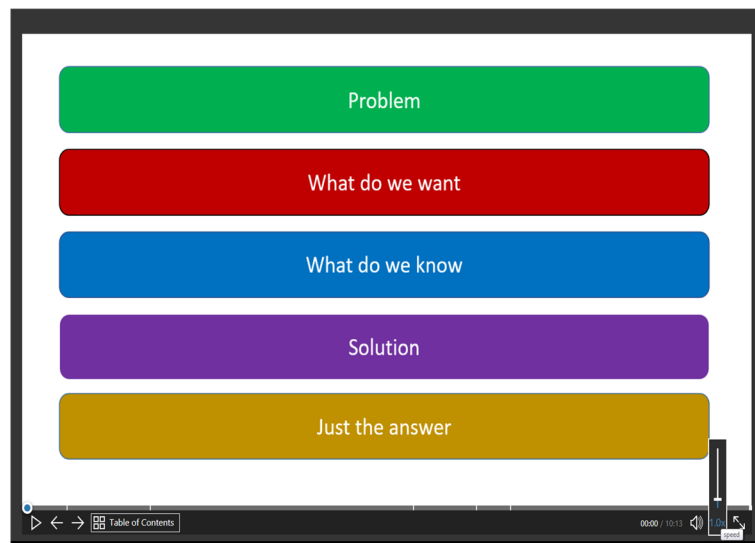 Problem
What do we want
What do we know
Solution
Just the answer
Table of Contents
00:00 / 10:13
1.0x
speed